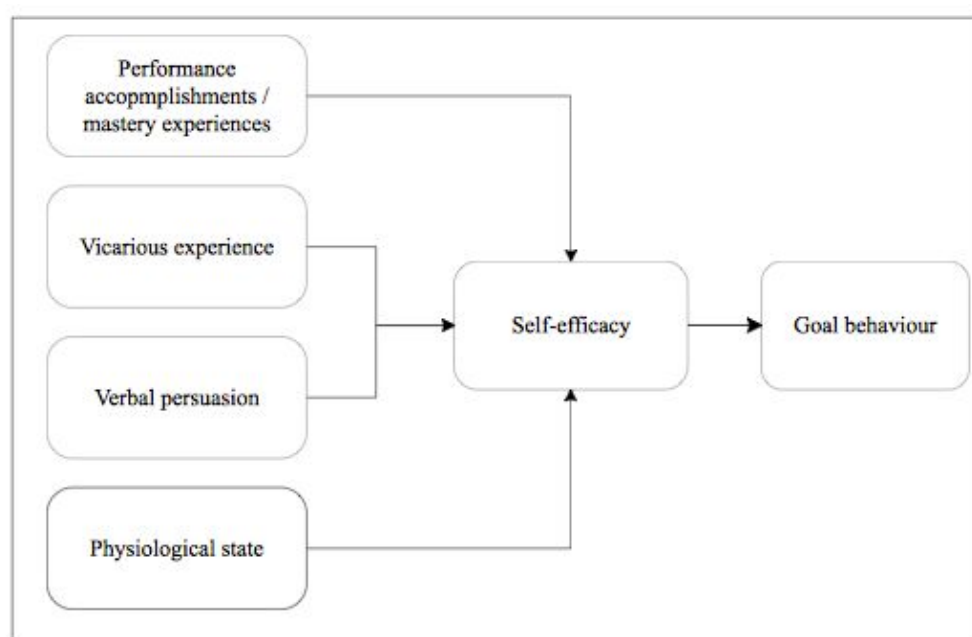 Performance
accopmplishments /
mastery experiences
Vicarious experience
Verbal persuasion
Physiological state
Self-efficacy
Goal behaviour